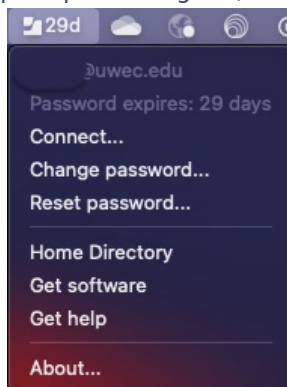 29d
@uwec.edu
Password expires: 29 days
Connect...
Change password...
Reset password...
Home Directory
Get software
Get help
About...